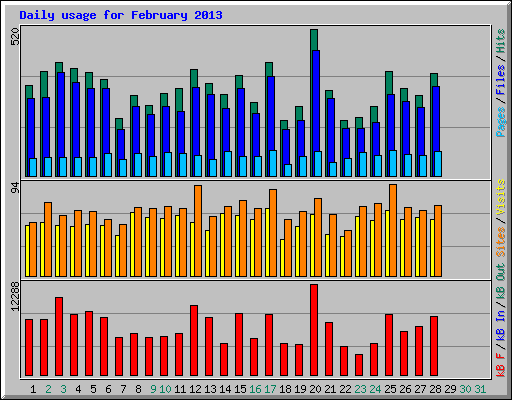 Daily usage for February 2013
520
Pages / Files / Hits
94
Sites / Visits
12288
kB F / kB In / kB Out
1 2 3 4 5 6 7 8 9 10 11 12 13 14 15 16 17 18 19 20 21 22 23 24 25 26 27 28 29 30 31